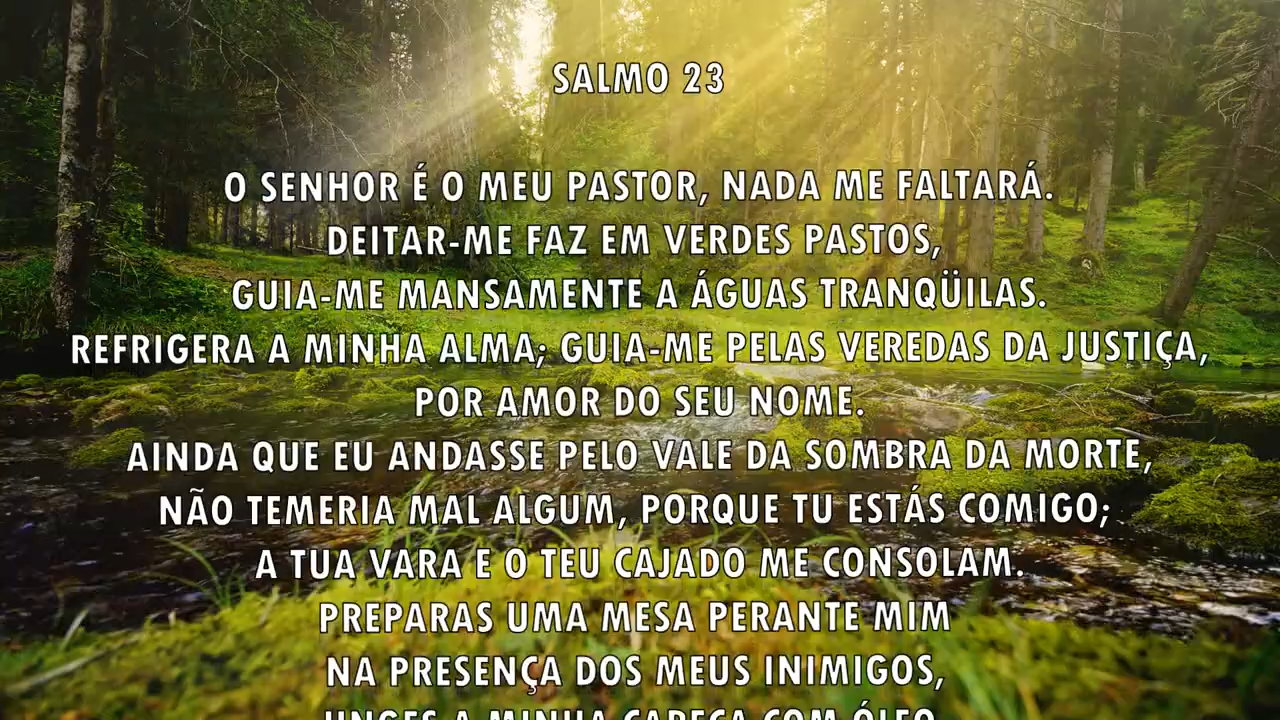 SALMO 23
O SENHOR É O MEU PASTOR, NADA ME FALTARÁ.
DEITAR-ME FAZ EM VERDES PASTOS,
GUIA-ME MANSAMENTE A ÁGUAS TRANQÜILAS.
REFRIGERA A MINHA ALMA; GUIA-ME PELAS VEREDAS DA JUSTIÇA,
POR AMOR DO SEU NOME.
AINDA QUE EU ANDASSE PELO VALE DA SOMBRA DA MORTE,
NÃO TEMERIA MAL ALGUM, PORQUE TU ESTÁS COMIGO;
A TUA VARA E O TEU CAJADO ME CONSOLAM.
PREPARAS UMA MESA PERANTE MIM
NA PRESENÇA DOS MEUS INIMIGOS,
UNGES A MINHA CABEÇA COM ÓLEO